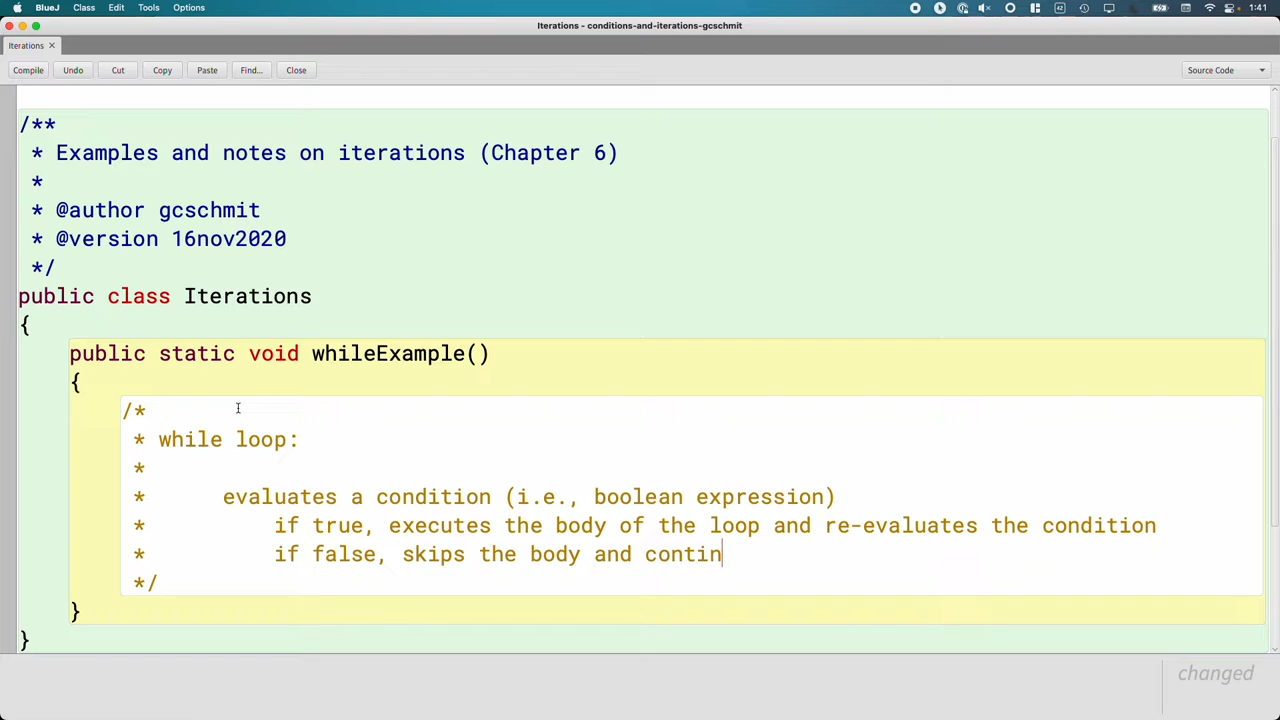 BlueJ Class Edit Tools Options 42 1:41
Iterations - conditions-and-iterations-gcschmit
Iterations ×
Compile Undo Cut Copy Paste Find... Close Source Code
/**
 * Examples and notes on iterations (Chapter 6)
 *
 * @author gcschmit
 * @version 16nov2020
 */
public class Iterations
{
    public static void whileExample()
    {
        /*
         * while loop:
         *
         *      evaluates a condition (i.e., boolean expression)
         *          if true, executes the body of the loop and re-evaluates the condition
         *          if false, skips the body and contin
         */
    }
}
changed